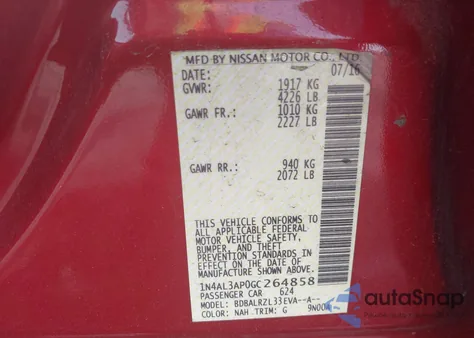 MFD BY NISSAN MOTOR CO., LTD.
DATE: 07/16
GVWR: 1917 KG
4226 LB
GAWR FR.: 1010 KG
2227 LB
GAWR RR.: 940 KG
2072 LB
THIS VEHICLE CONFORMS TO
ALL APPLICABLE FEDERAL
MOTOR VEHICLE SAFETY,
BUMPER, AND THEFT
PREVENTION STANDARDS IN
EFFECT ON THE DATE OF
MANUFACTURE SHOWN ABOVE.
1N4AL3AP0GC264858
PASSENGER CAR 624
BDBALRZL33EVA--A--
COLOR: NAH TRIM: G 9N00
autoSnap